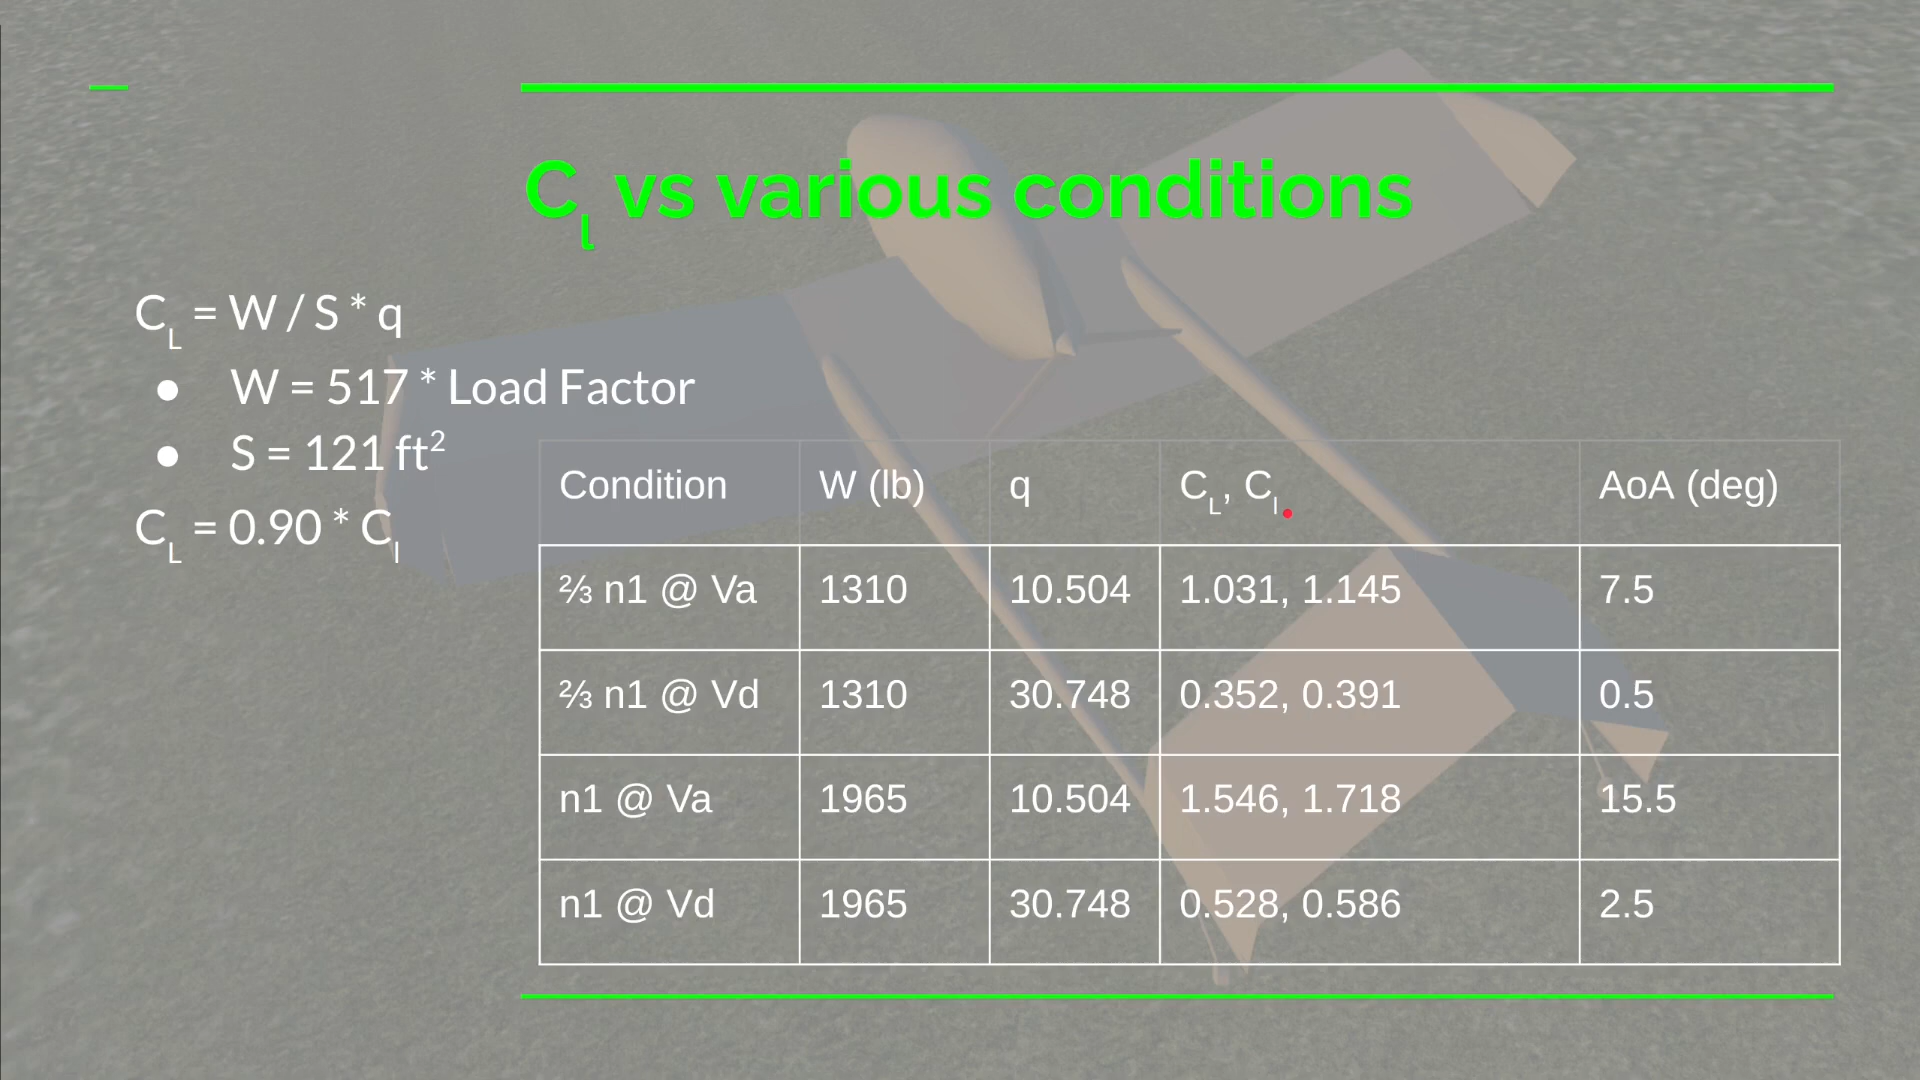 Cl vs various conditions
CL = W / S * q
● W = 517 * Load Factor
● S = 121 ft²
CL = 0.90 * Cl
Condition W (lb) q CL, Cl AoA (deg)
⅔ n1 @ Va 1310 10.504 1.031, 1.145 7.5
⅔ n1 @ Vd 1310 30.748 0.352, 0.391 0.5
n1 @ Va 1965 10.504 1.546, 1.718 15.5
n1 @ Vd 1965 30.748 0.528, 0.586 2.5